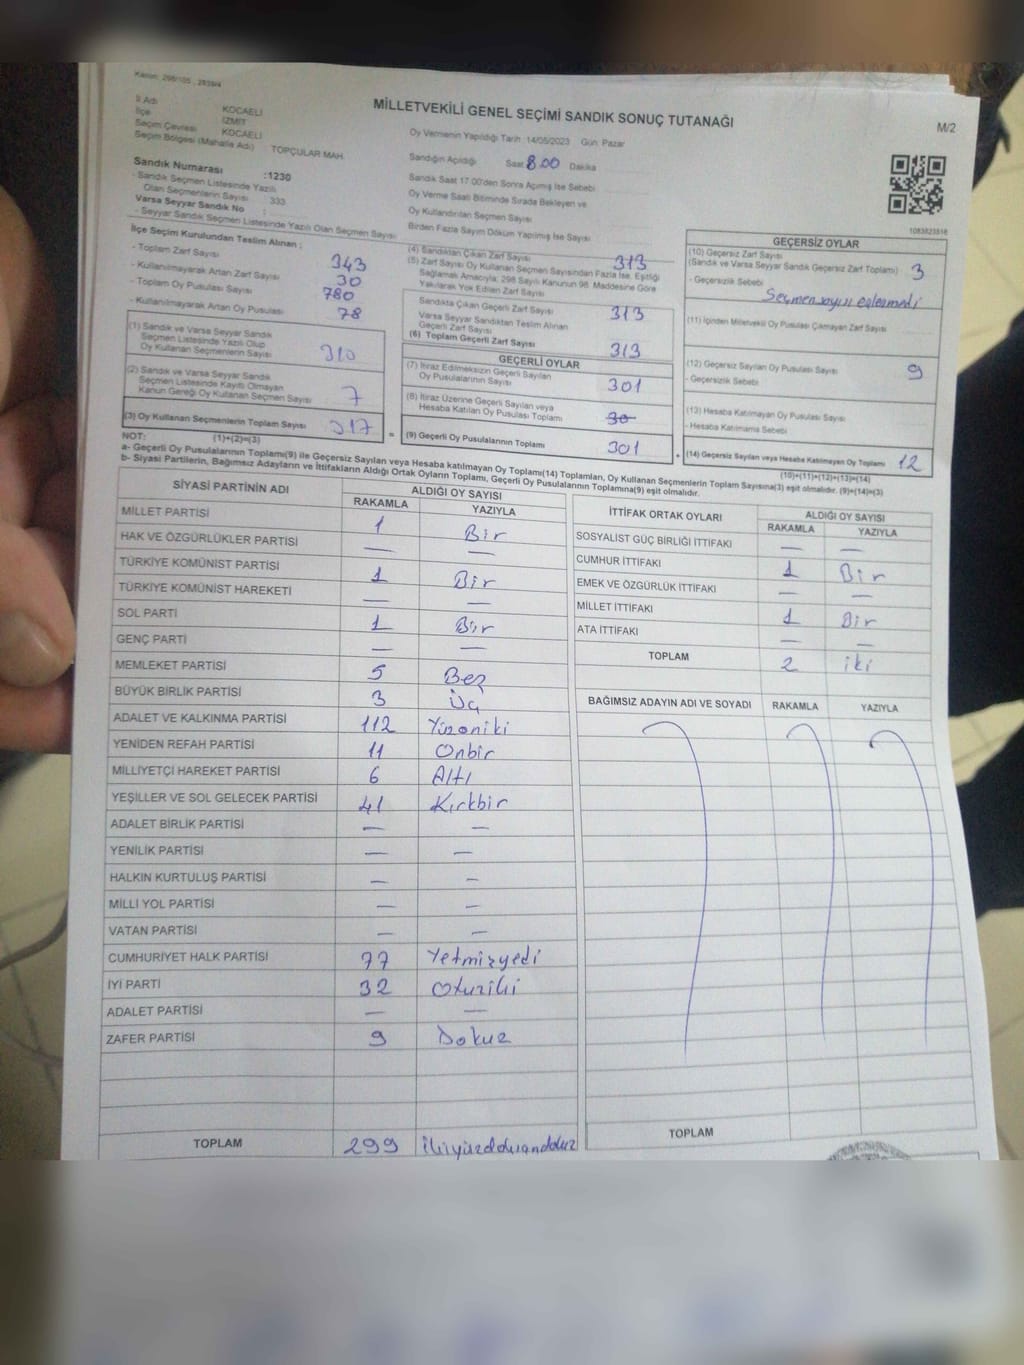 Kanun: 298/105 , 2839/4
MİLLETVEKİLİ GENEL SEÇİMİ SANDIK SONUÇ TUTANAĞI
M/2
İl Adı KOCAELİ
İlçe İZMİT
Seçim Çevresi KOCAELİ
Seçim Bölgesi (Mahalle Adı) TOPÇULAR MAH.
Sandık Numarası :1230
- Sandık Seçmen Listesinde Yazılı
Olan Seçmenlerin Sayısı : 333
Varsa Seyyar Sandık No :
- Seyyar Sandık Seçmen Listesinde Yazılı Olan Seçmen Sayısı
Oy Vermenin Yapıldığı Tarih :14/05/2023 Gün: Pazar
Sandığın Açıldığı Saat 8.00 Dakika
Sandık Saat 17:00'den Sonra Açılmış İse Sebebi
Oy Verme Saati Bitiminde Sırada Bekleyen ve
Oy Kullandırılan Seçmen Sayısı
Birden Fazla Sayım Döküm Yapılmış İse Sayısı
1083823518
İlçe Seçim Kurulundan Teslim Alınan ;
- Toplam Zarf Sayısı 343
- Kullanılmayarak Artan Zarf Sayısı 30
- Toplam Oy Pusulası Sayısı 780
- Kullanılmayarak Artan Oy Pusulası 78
(1) Sandık ve Varsa Seyyar Sandık
Seçmen Listesinde Yazılı Olup
Oy Kullanan Seçmenlerin Sayısı 310
(2) Sandık ve Varsa Seyyar Sandık
Seçmen Listesinde Kayıtlı Olmayan
Kanun Gereği Oy Kullanan Seçmen Sayısı 7
(3) Oy Kullanan Seçmenlerin Toplam Sayısı 317
(4) Sandıktan Çıkan Zarf Sayısı 313
(5) Zarf Sayısı Oy Kullanan Seçmen Sayısından Fazla İse, Eşitliği
Sağlamak Amacıyla; 298 Sayılı Kanunun 98. Maddesine Göre
Yakılarak Yok Edilen Zarf Sayısı
Sandıkta Çıkan Geçerli Zarf Sayısı 313
Varsa Seyyar Sandıktan Teslim Alınan
Geçerli Zarf Sayısı
(6) Toplam Geçerli Zarf Sayısı 313
GEÇERLİ OYLAR
(7) İtiraz Edilmeksizin Geçerli Sayılan
Oy Pusulalarının Sayısı 301
(8) İtiraz Üzerine Geçerli Sayılan veya
Hesaba Katılan Oy Pusulası Toplamı 30
= (9) Geçerli Oy Pusulalarının Toplamı 301
GEÇERSİZ OYLAR
(10) Geçersiz Zarf Sayısı
(Sandık ve Varsa Seyyar Sandık Geçersiz Zarf Toplamı) 3
- Geçersizlik Sebebi
Seçmen sayısı eşleşmedi
(11) İçinden Milletvekili Oy Pusulası Çıkmayan Zarf Sayısı
(12) Geçersiz Sayılan Oy Pusulası Sayısı 9
- Geçersizlik Sebebi
(13) Hesaba Katılmayan Oy Pusulası Sayısı
- Hesaba Katılmama Sebebi
+ (14) Geçersiz Sayılan veya Hesaba Katılmayan Oy Toplamı 12
NOT: (1)+(2)=(3)
(10)+(11)+(12)+(13)=(14)
a- Geçerli Oy Pusulalarının Toplamı(9) ile Geçersiz Sayılan veya Hesaba katılmayan Oy Toplamı(14) Toplamları, Oy Kullanan Seçmenlerin Toplam Sayısına(3) eşit olmalıdır. (9)+(14)=(3)
b- Siyasi Partilerin, Bağımsız Adayların ve İttifakların Aldığı Ortak Oyların Toplamı, Geçerli Oy Pusulalarının Toplamına(9) eşit olmalıdır.
SİYASİ PARTİNİN ADI ALDIĞI OY SAYISI
RAKAMLA YAZIYLA
MİLLET PARTİSİ 1 Bir
HAK VE ÖZGÜRLÜKLER PARTİSİ — —
TÜRKİYE KOMÜNİST PARTİSİ 1 Bir
TÜRKİYE KOMÜNİST HAREKETİ — —
SOL PARTİ 1 Bir
GENÇ PARTİ — —
MEMLEKET PARTİSİ 5 Beş
BÜYÜK BİRLİK PARTİSİ 3 Üç
ADALET VE KALKINMA PARTİSİ 112 Yüzoniki
YENİDEN REFAH PARTİSİ 11 Onbir
MİLLİYETÇİ HAREKET PARTİSİ 6 Altı
YEŞİLLER VE SOL GELECEK PARTİSİ 41 Kırkbir
ADALET BİRLİK PARTİSİ — —
YENİLİK PARTİSİ — —
HALKIN KURTULUŞ PARTİSİ — —
MİLLİ YOL PARTİSİ — —
VATAN PARTİSİ — —
CUMHURİYET HALK PARTİSİ 77 Yetmişyedi
İYİ PARTİ 32 Otuziki
ADALET PARTİSİ — —
ZAFER PARTİSİ 9 Dokuz
TOPLAM 299 ikiyüzdoksandokuz
İTTİFAK ORTAK OYLARI ALDIĞI OY SAYISI
RAKAMLA YAZIYLA
SOSYALİST GÜÇ BİRLİĞİ İTTİFAKI — —
CUMHUR İTTİFAKI 1 Bir
EMEK VE ÖZGÜRLÜK İTTİFAKI — —
MİLLET İTTİFAKI 1 Bir
ATA İTTİFAKI — —
TOPLAM 2 iki
BAĞIMSIZ ADAYIN ADI VE SOYADI RAKAMLA YAZIYLA
TOPLAM